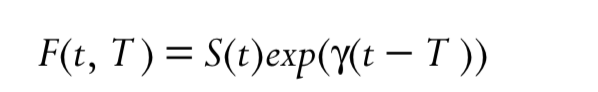 F(t, T) = S(t)exp(γ(t − T ))